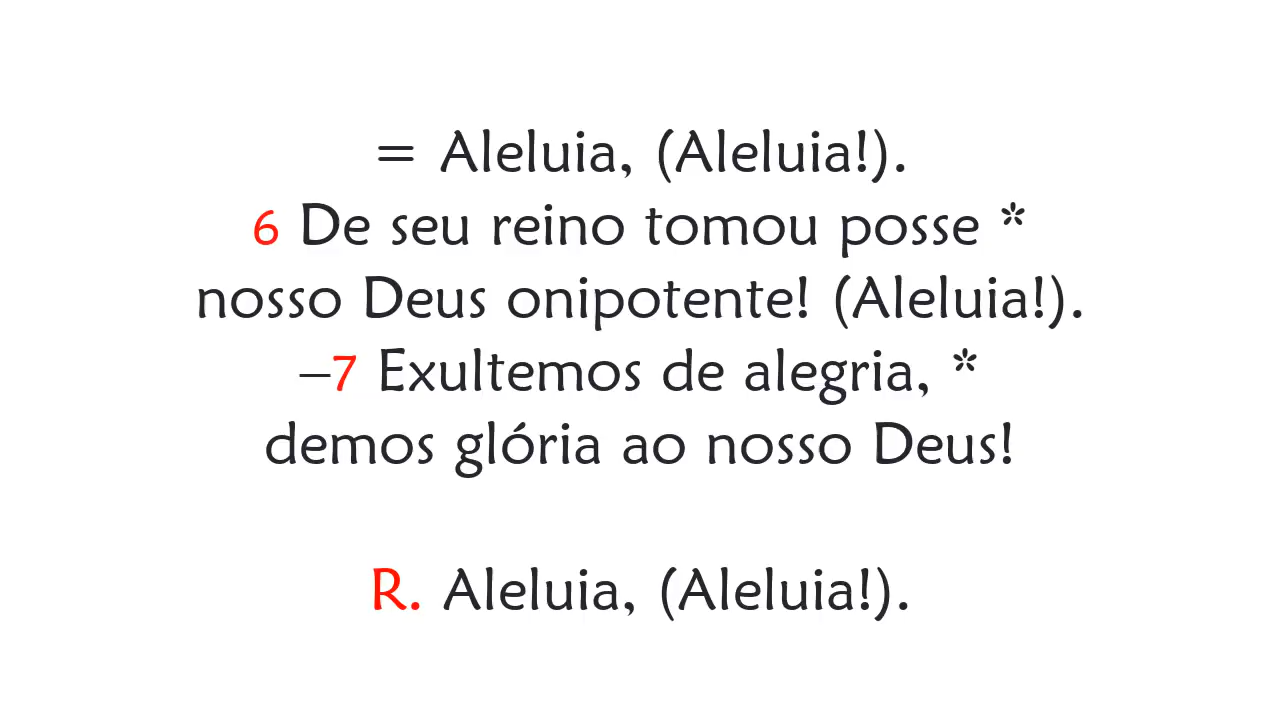 = Aleluia, (Aleluia!).
6 De seu reino tomou posse *
nosso Deus onipotente! (Aleluia!).
–7 Exultemos de alegria, *
demos glória ao nosso Deus!
R. Aleluia, (Aleluia!).